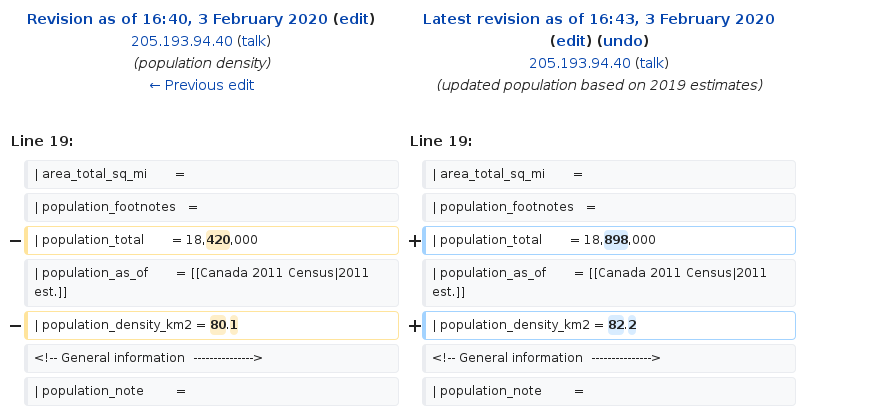 Revision as of 16:40, 3 February 2020 (edit)
205.193.94.40 (talk)
(population density)
← Previous edit
Latest revision as of 16:43, 3 February 2020
(edit) (undo)
205.193.94.40 (talk)
(updated population based on 2019 estimates)
Line 19:
Line 19:
| area_total_sq_mi =
| area_total_sq_mi =
| population_footnotes =
| population_footnotes =
− | population_total = 18,420,000
+ | population_total = 18,898,000
| population_as_of = [[Canada 2011 Census|2011
est.]]
| population_as_of = [[Canada 2011 Census|2011
est.]]
− | population_density_km2 = 80.1
+ | population_density_km2 = 82.2
<!-- General information --------------->
<!-- General information --------------->
| population_note =
| population_note =